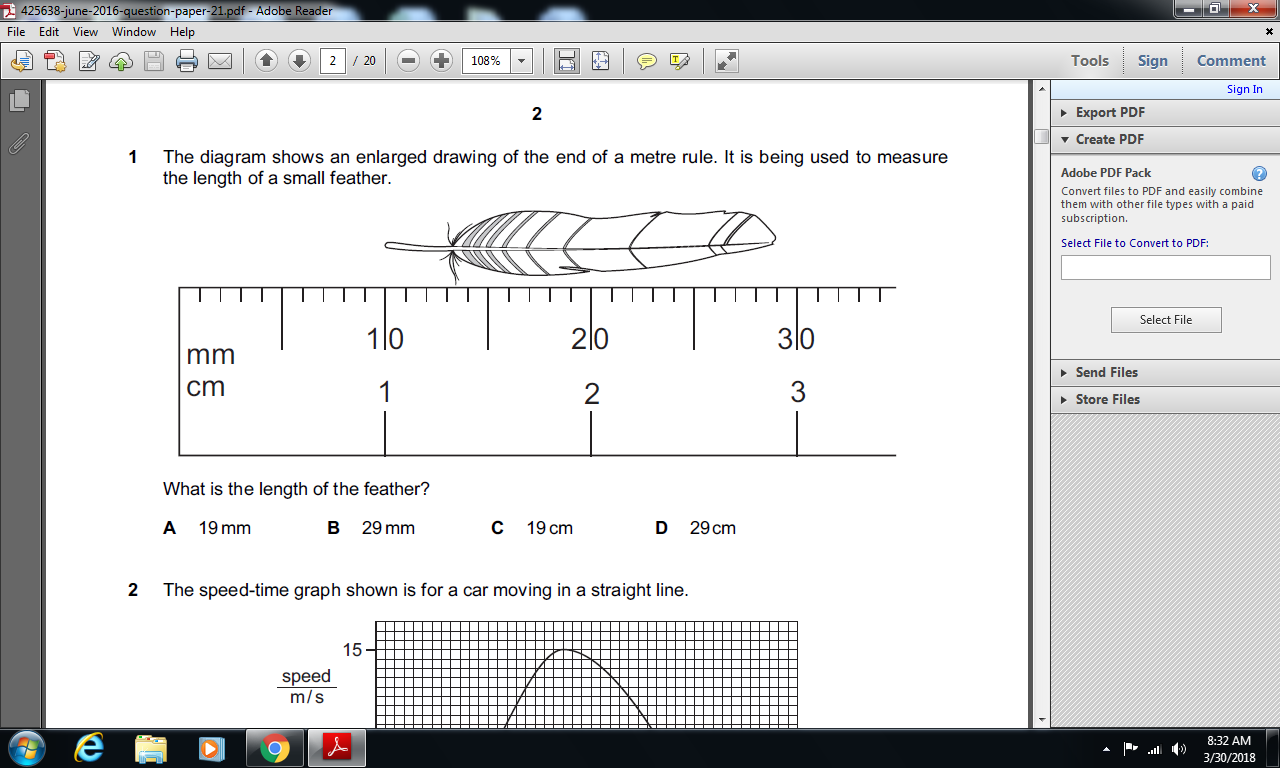 425638-june-2016-question-paper-21.pdf - Adobe Reader
File Edit View Window Help
2 / 20 108% Tools Sign Comment
Sign In
Export PDF
Create PDF
Adobe PDF Pack
Convert files to PDF and easily combine
them with other file types with a paid
subscription.
Select File to Convert to PDF:
Select File
Send Files
Store Files
2
1 The diagram shows an enlarged drawing of the end of a metre rule. It is being used to measure
the length of a small feather.
10 20 30
mm
cm 1 2 3
What is the length of the feather?
A 19 mm B 29 mm C 19 cm D 29 cm
2 The speed-time graph shown is for a car moving in a straight line.
15
speed
m / s
8:32 AM
3/30/2018